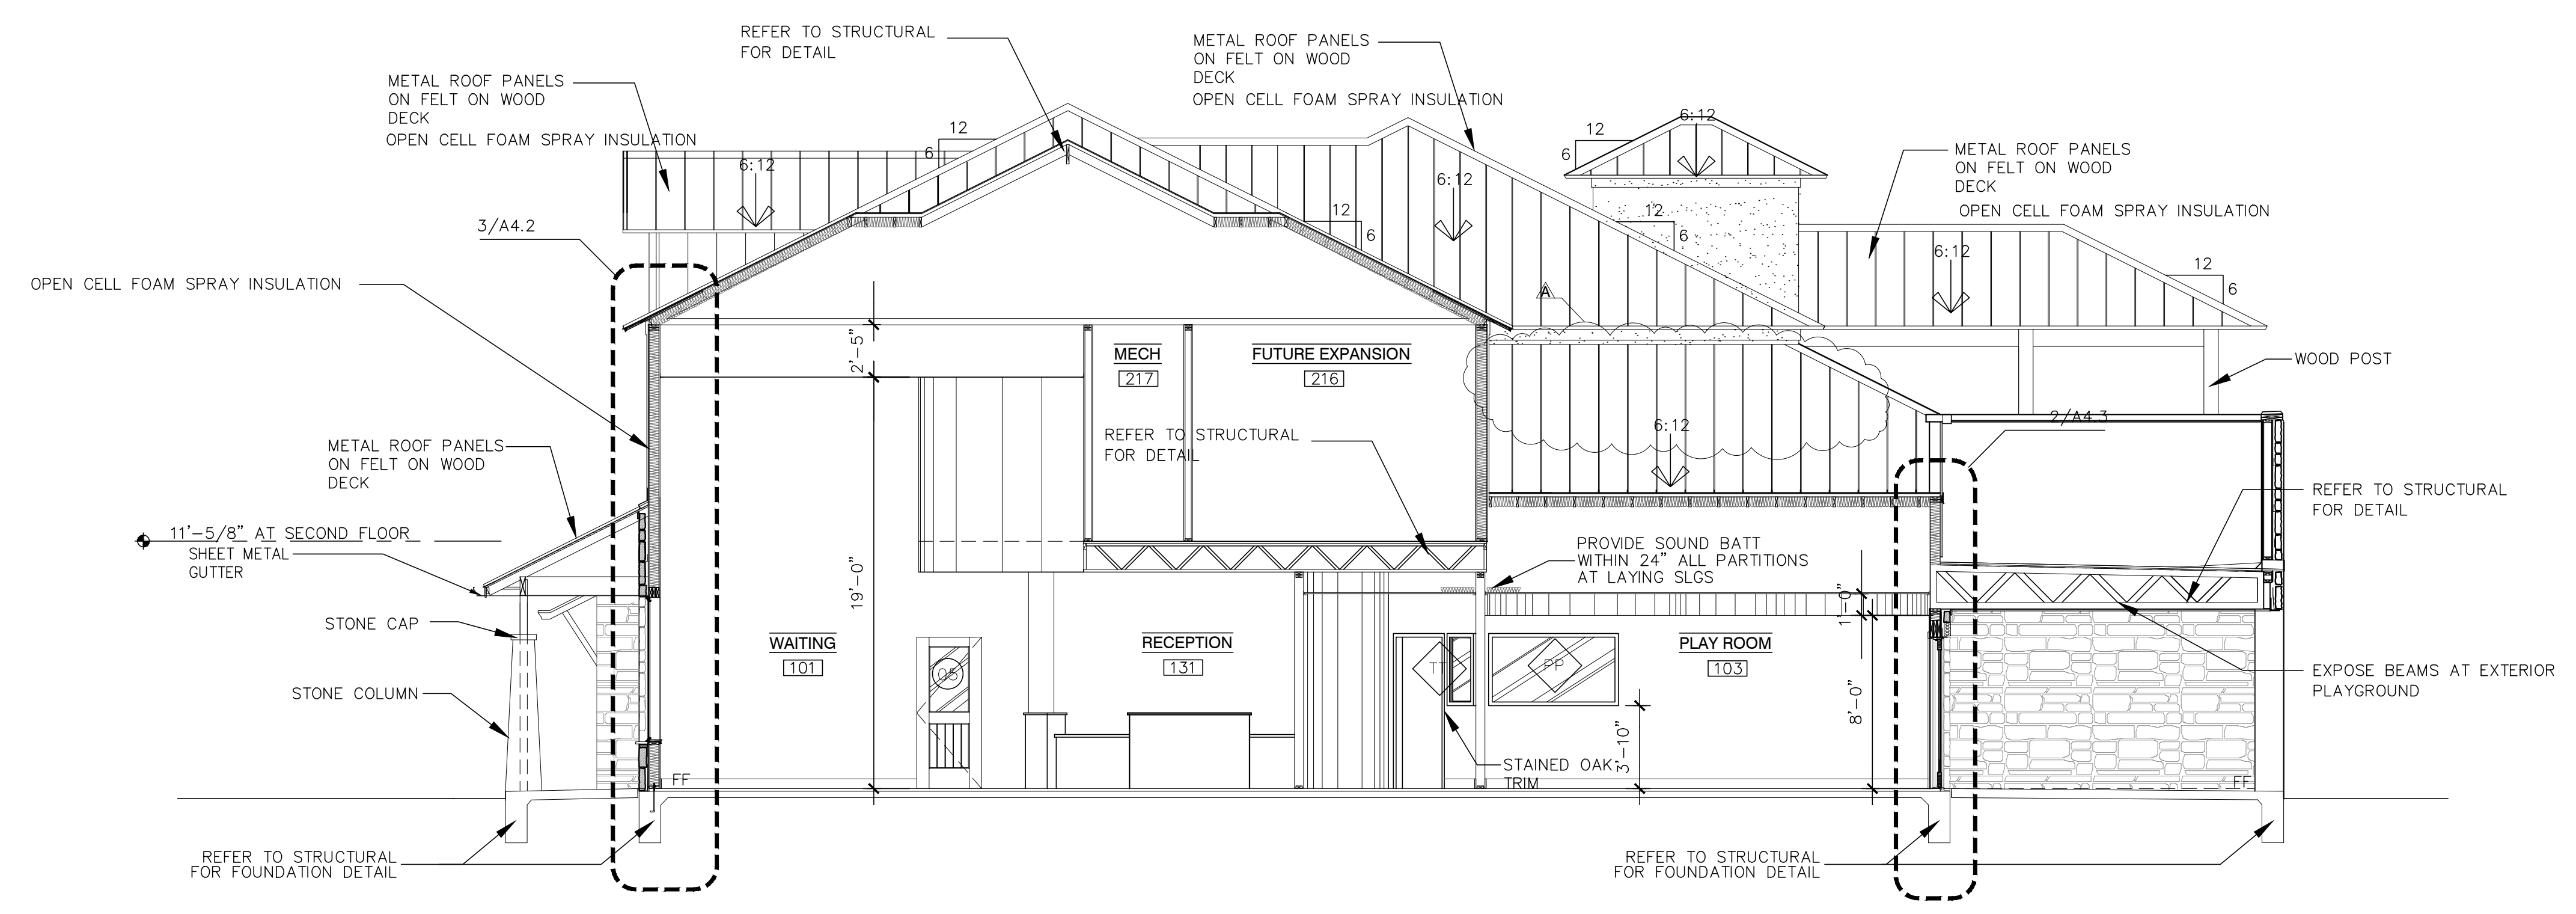 REFER TO STRUCTURAL
FOR DETAIL
METAL ROOF PANELS
ON FELT ON WOOD
DECK
OPEN CELL FOAM SPRAY INSULATION
METAL ROOF PANELS
ON FELT ON WOOD
DECK
OPEN CELL FOAM SPRAY INSULATION
12
6
6:12
6:12
12
6
6:12
METAL ROOF PANELS
ON FELT ON WOOD
DECK
OPEN CELL FOAM SPRAY INSULATION
3/A4.2
12
6
12
6
6:12
12
6
OPEN CELL FOAM SPRAY INSULATION
A
2'-5"
MECH
217
FUTURE EXPANSION
216
WOOD POST
2/A4.3
6:12
REFER TO STRUCTURAL
FOR DETAIL
METAL ROOF PANELS
ON FELT ON WOOD
DECK
REFER TO STRUCTURAL
FOR DETAIL
11'-5/8" AT SECOND FLOOR
SHEET METAL
GUTTER
PROVIDE SOUND BATT
WITHIN 24" ALL PARTITIONS
AT LAYING SLGS
19'-0"
1'-0"
STONE CAP
WAITING
101
RECEPTION
131
PLAY ROOM
103
05
TT
PP
EXPOSE BEAMS AT EXTERIOR
PLAYGROUND
STONE COLUMN
8'-0"
3'-10"
STAINED OAK
TRIM
FF
FF
REFER TO STRUCTURAL
FOR FOUNDATION DETAIL
REFER TO STRUCTURAL
FOR FOUNDATION DETAIL